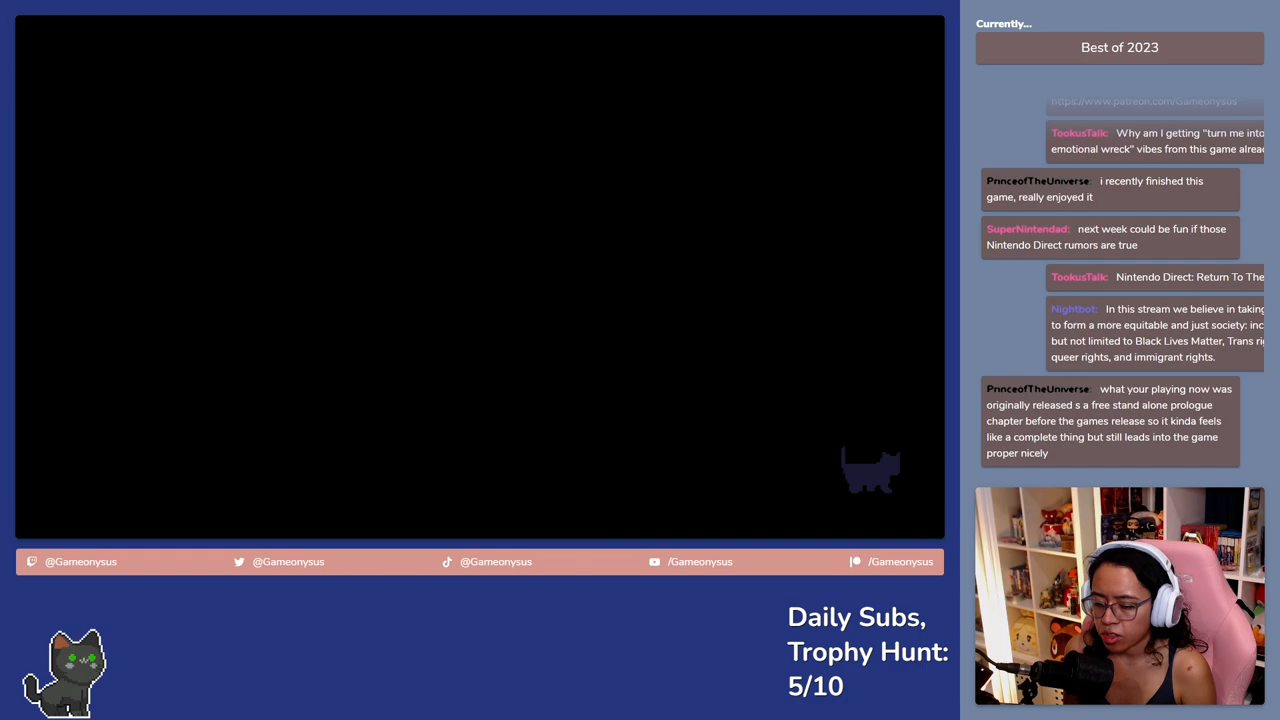 Currently...
Best of 2023
https://www.patreon.com/Gameonysus
TookusTalk: Why am I getting "turn me into
emotional wreck" vibes from this game
PrinceofTheUniverse: i recently finished this
game, really enjoyed it
SuperNintendad: next week could be fun if those
Nintendo Direct rumors are true
TookusTalk: Nintendo Direct: Return To The
Nightbot: In this stream we believe in taking
to form a more equitable and just society:
but not limited to Black Lives Matter, Trans
queer rights, and immigrant rights.
PrinceofTheUniverse: what your playing now was
originally released s a free stand alone prologue
chapter before the games release so it kinda feels
like a complete thing but still leads into the game
proper nicely
@Gameonysus @Gameonysus @Gameonysus /Gameonysus /Gameonysus
Daily Subs,
Trophy Hunt:
5/10